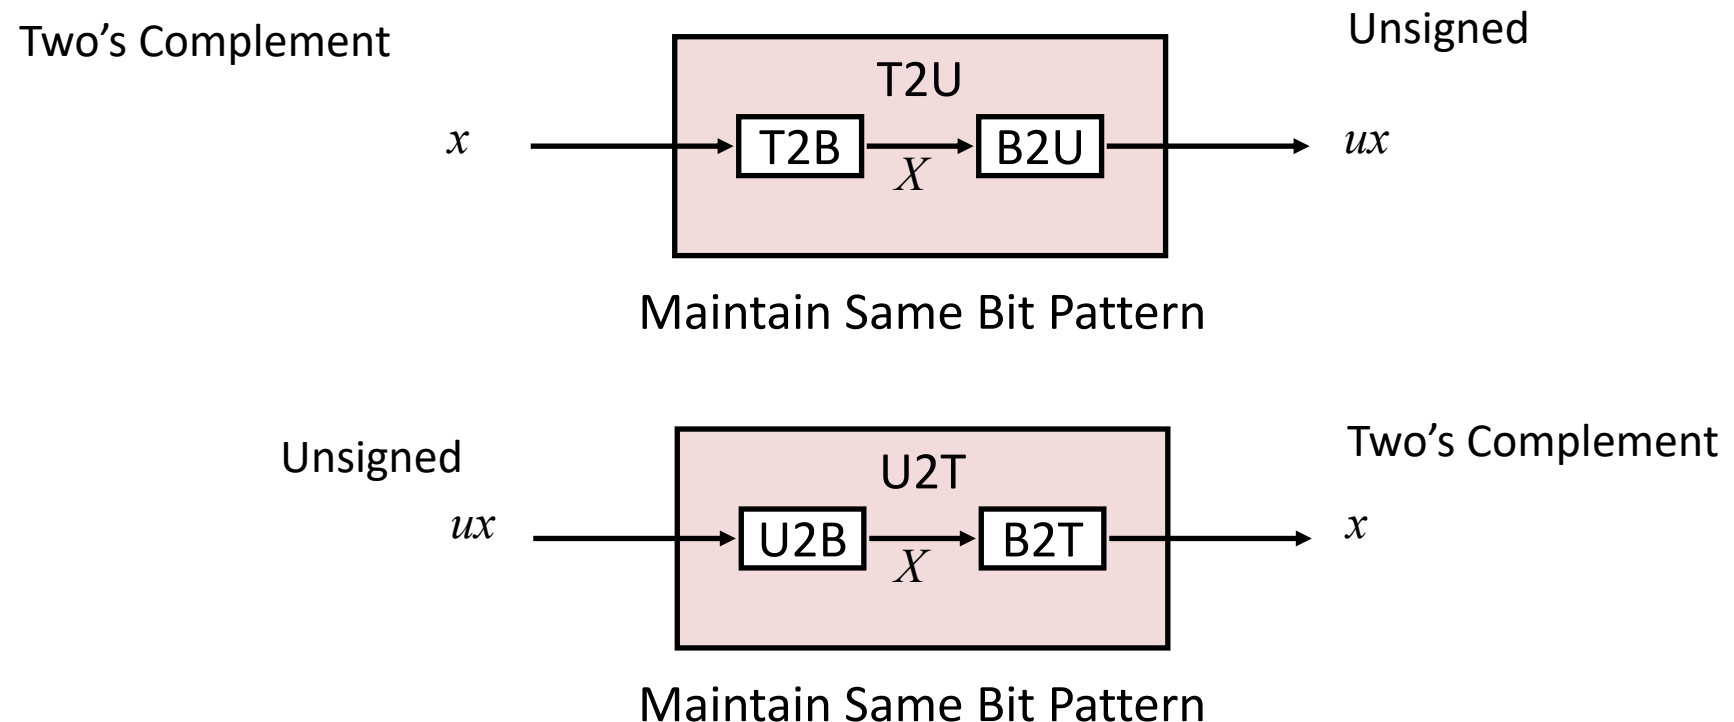 Two’s Complement
Unsigned
T2U
x
T2B
X
B2U
ux
Maintain Same Bit Pattern
Unsigned
Two’s Complement
U2T
ux
U2B
X
B2T
x
Maintain Same Bit Pattern